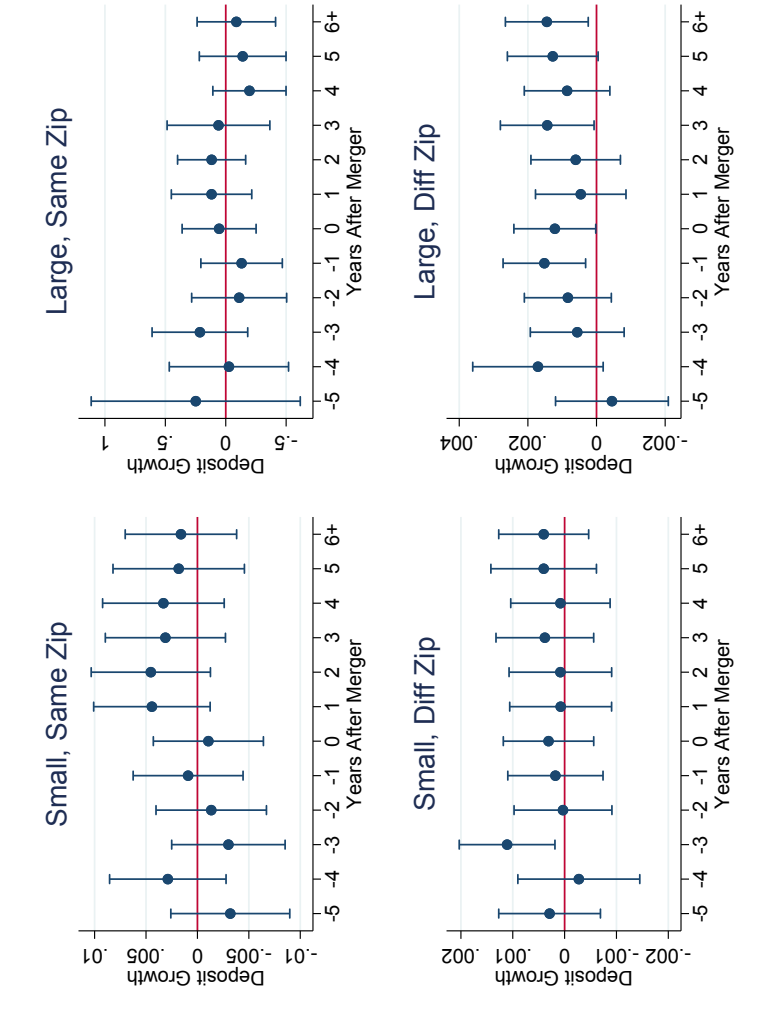 Small, Same Zip
Deposit Growth
.01
.005
0
-.005
-.01
-5 -4 -3 -2 -1 0 1 2 3 4 5 6+
Years After Merger
Large, Same Zip
Deposit Growth
1
.5
0
-.5
-5 -4 -3 -2 -1 0 1 2 3 4 5 6+
Years After Merger
Small, Diff Zip
Deposit Growth
.002
.001
0
-.001
-.002
-5 -4 -3 -2 -1 0 1 2 3 4 5 6+
Years After Merger
Large, Diff Zip
Deposit Growth
.004
.002
0
-.002
-5 -4 -3 -2 -1 0 1 2 3 4 5 6+
Years After Merger